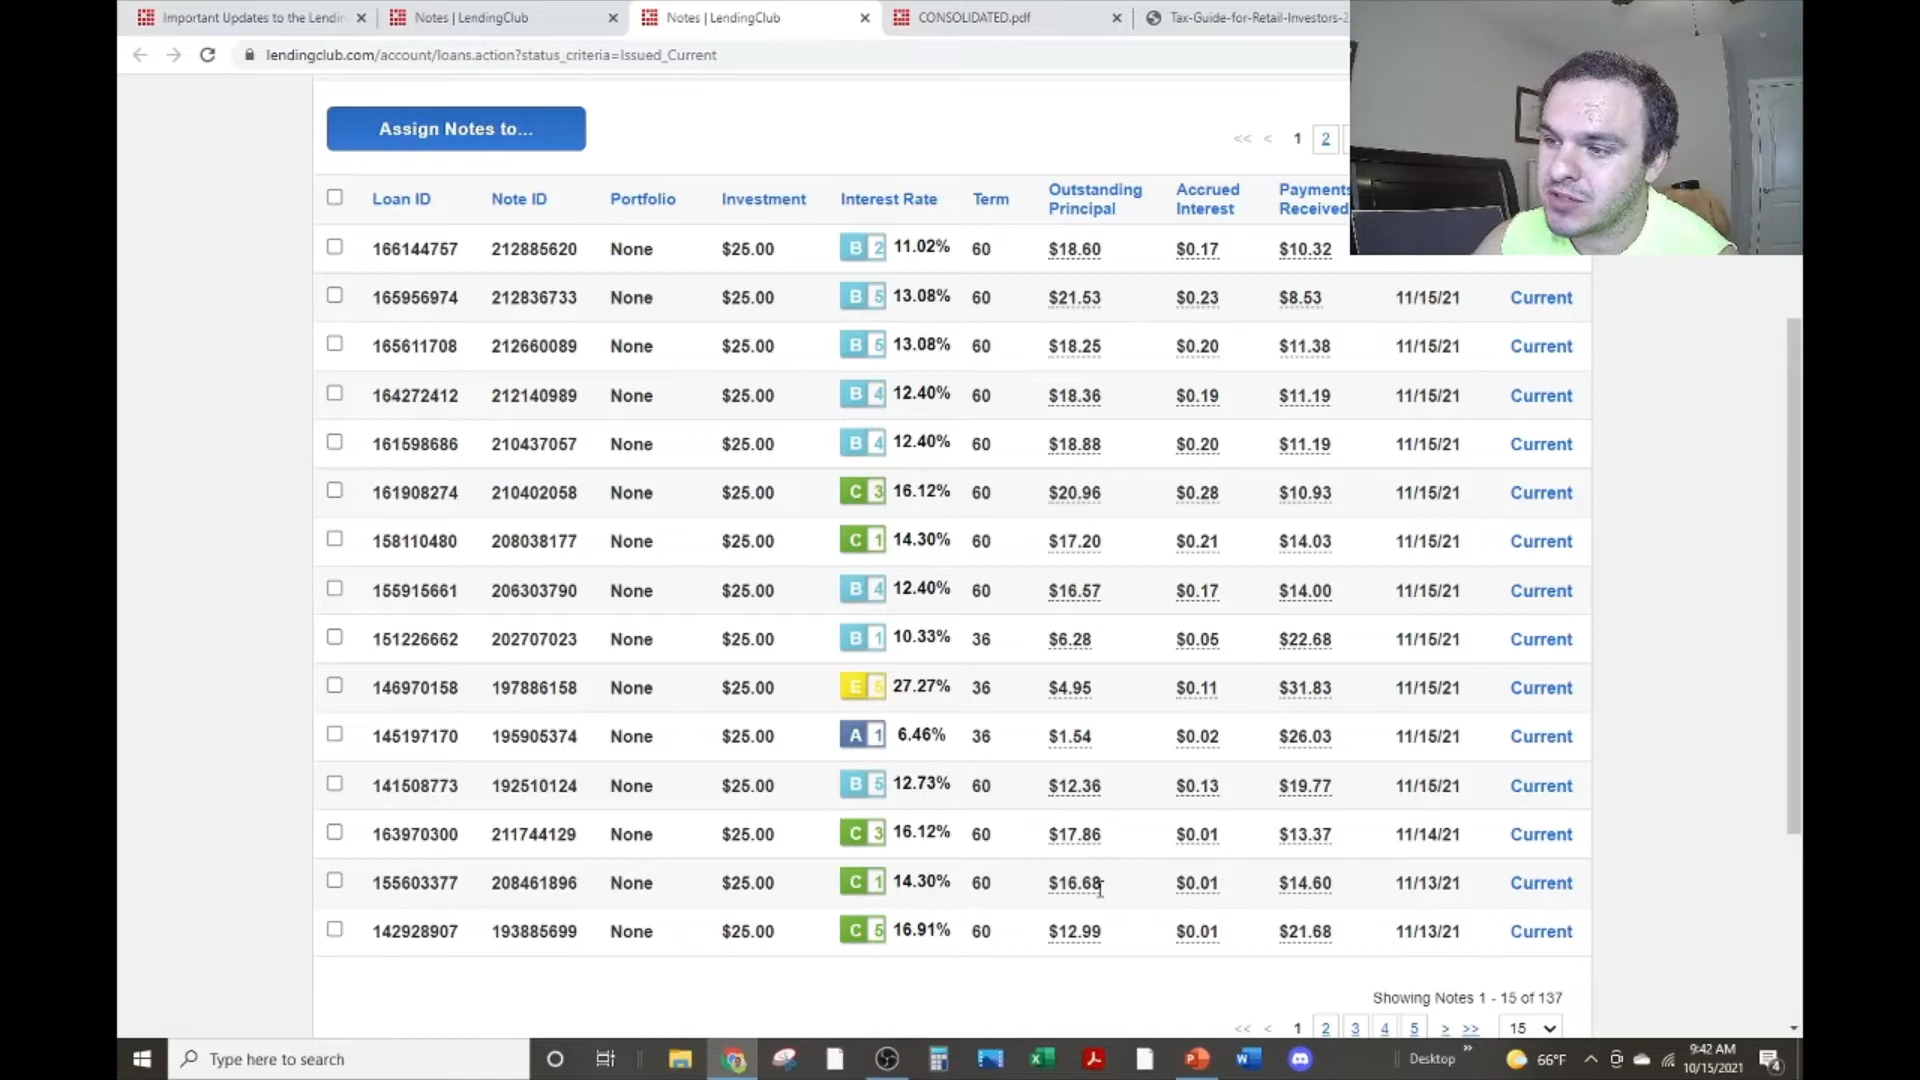 Important Updates to the Lendin
Notes | LendingClub
Notes | LendingClub
CONSOLIDATED.pdf
Tax-Guide-for-Retail-Investors-2
lendingclub.com/account/loans.action?status_criteria=Issued_Current
Assign Notes to...
<< < 1 2
Loan ID Note ID Portfolio Investment Interest Rate Term Outstanding Principal Accrued Interest Payments Received
166144757 212885620 None $25.00 B 2 11.02% 60 $18.60 $0.17 $10.32
165956974 212836733 None $25.00 B 5 13.08% 60 $21.53 $0.23 $8.53 11/15/21 Current
165611708 212660089 None $25.00 B 5 13.08% 60 $18.25 $0.20 $11.38 11/15/21 Current
164272412 212140989 None $25.00 B 4 12.40% 60 $18.36 $0.19 $11.19 11/15/21 Current
161598686 210437057 None $25.00 B 4 12.40% 60 $18.88 $0.20 $11.19 11/15/21 Current
161908274 210402058 None $25.00 C 3 16.12% 60 $20.96 $0.28 $10.93 11/15/21 Current
158110480 208038177 None $25.00 C 1 14.30% 60 $17.20 $0.21 $14.03 11/15/21 Current
155915661 206303790 None $25.00 B 4 12.40% 60 $16.57 $0.17 $14.00 11/15/21 Current
151226662 202707023 None $25.00 B 1 10.33% 36 $6.28 $0.05 $22.68 11/15/21 Current
146970158 197886158 None $25.00 E 5 27.27% 36 $4.95 $0.11 $31.83 11/15/21 Current
145197170 195905374 None $25.00 A 1 6.46% 36 $1.54 $0.02 $26.03 11/15/21 Current
141508773 192510124 None $25.00 B 5 12.73% 60 $12.36 $0.13 $19.77 11/15/21 Current
163970300 211744129 None $25.00 C 3 16.12% 60 $17.86 $0.01 $13.37 11/14/21 Current
155603377 208461896 None $25.00 C 1 14.30% 60 $16.68 $0.01 $14.60 11/13/21 Current
142928907 193885699 None $25.00 C 5 16.91% 60 $12.99 $0.01 $21.68 11/13/21 Current
Showing Notes 1 - 15 of 137
<< < 1 2 3 4 5 > >> 15
Type here to search
Desktop
66°F
9:42 AM
10/15/2021
4